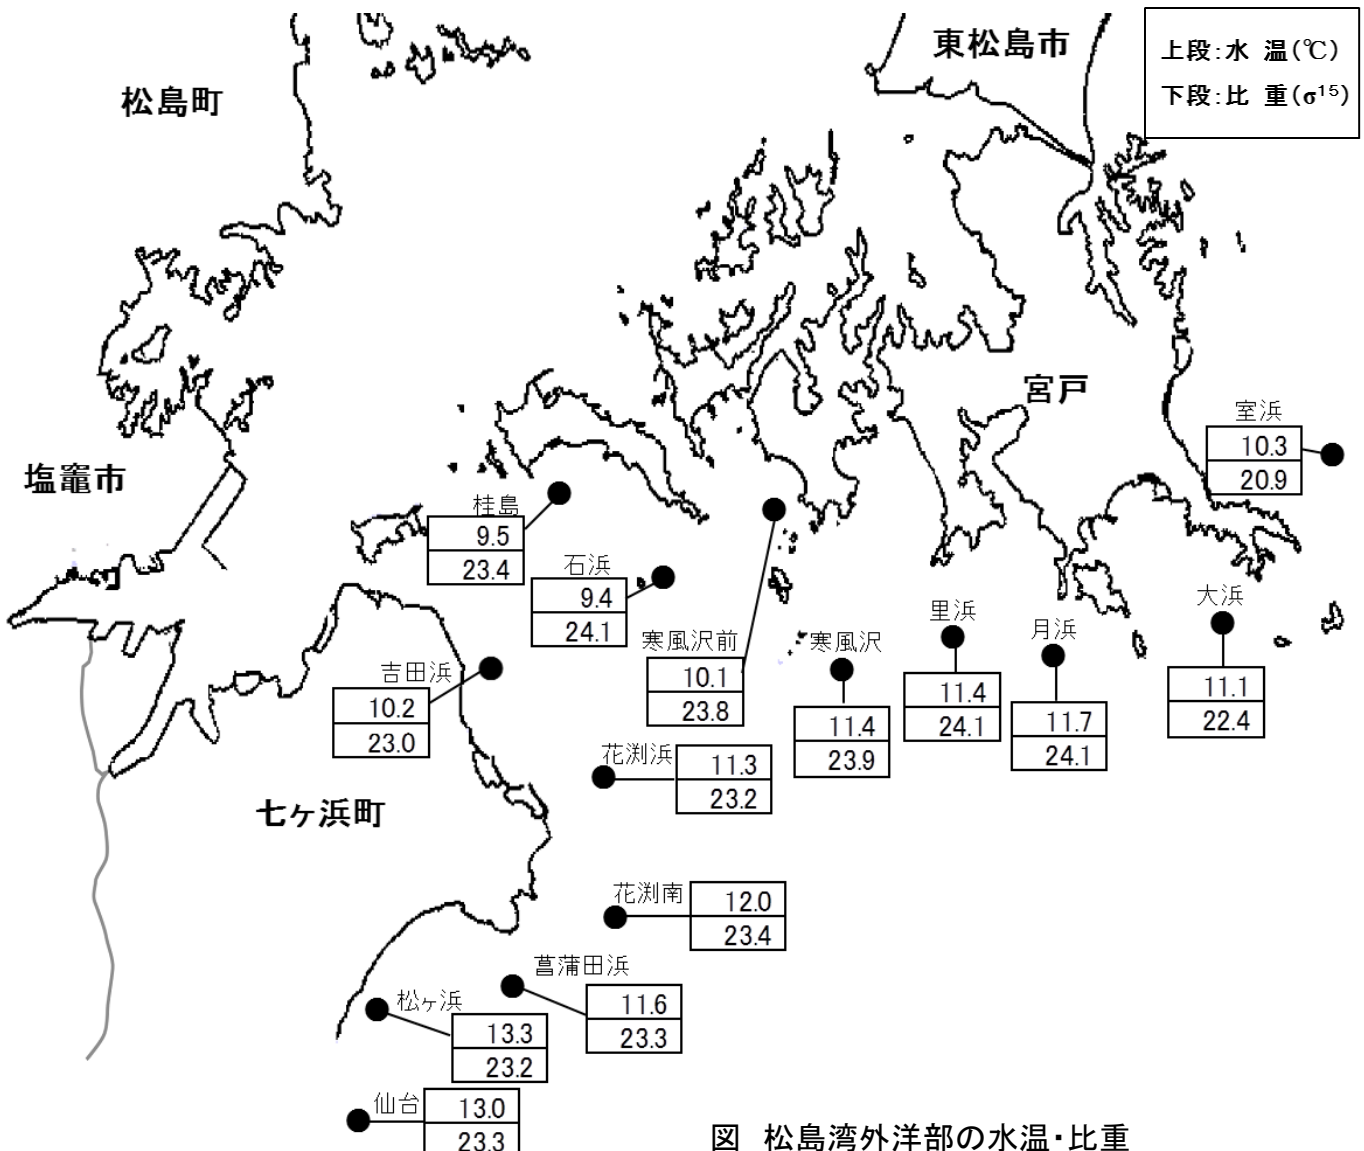 東松島市
上段:水 温(℃)
下段:比 重(σ¹⁵)
松島町
宮戸
室浜
10.3
20.9
塩竈市
桂島
9.5
23.4
石浜
9.4
24.1
大浜
11.1
22.4
里浜
11.4
24.1
月浜
11.7
24.1
寒風沢前
10.1
23.8
寒風沢
11.4
23.9
吉田浜
10.2
23.0
花渕浜
11.3
23.2
七ヶ浜町
花渕南
12.0
23.4
菖蒲田浜
11.6
23.3
松ヶ浜
13.3
23.2
仙台
13.0
23.3
図 松島湾外洋部の水温・比重